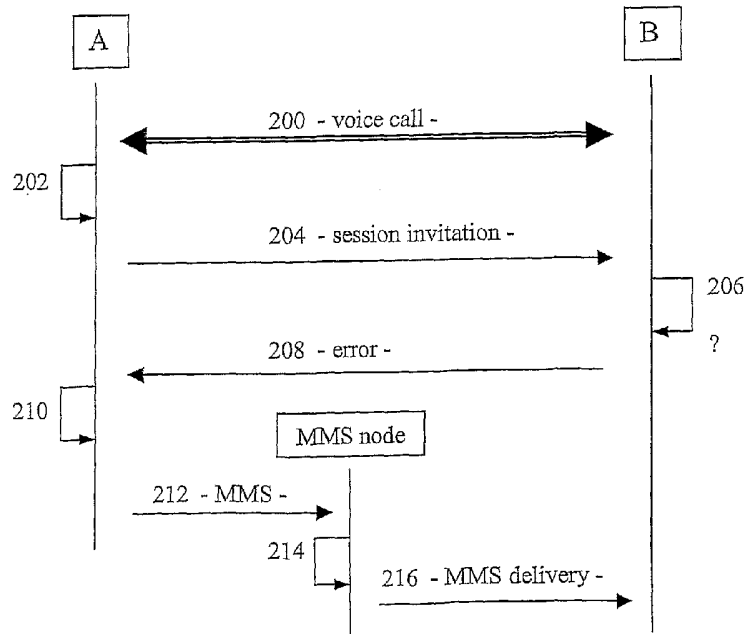 A
B
200 - voice call -
202
204 - session invitation -
206
?
208 - error -
210
MMS node
212 - MMS -
214
216 - MMS delivery -